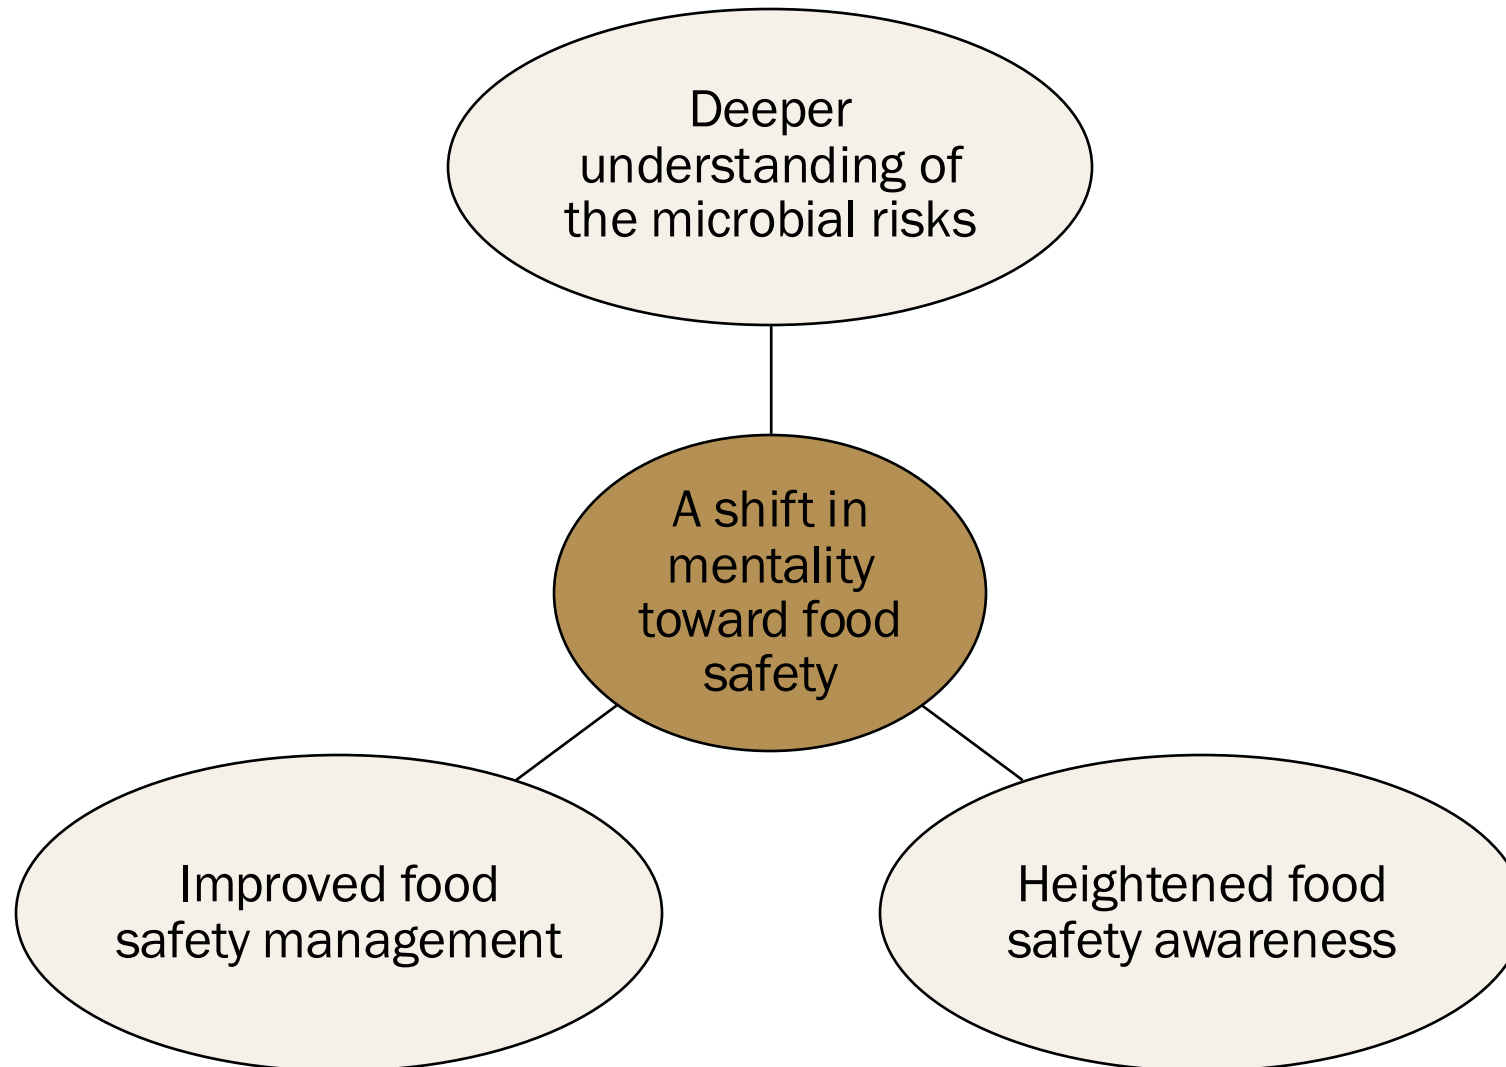 Deeper
understanding of
the microbial risks
A shift in
mentality
toward food
safety
Improved food
safety management
Heightened food
safety awareness